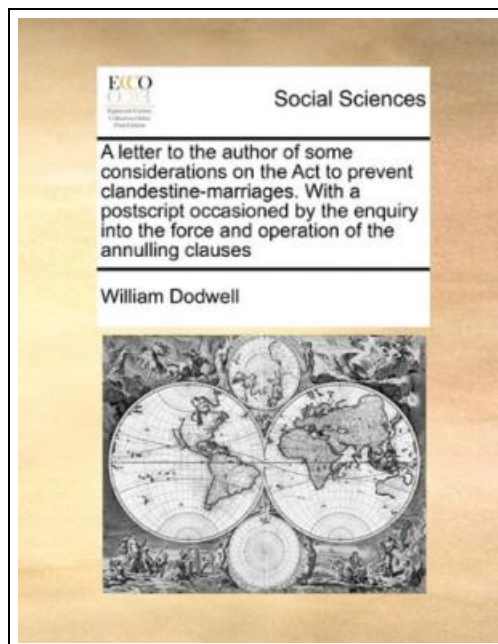 ECCO
Social Sciences
A letter to the author of some
considerations on the Act to prevent
clandestine-marriages. With a
postscript occasioned by the enquiry
into the force and operation of the
annulling clauses
William Dodwell